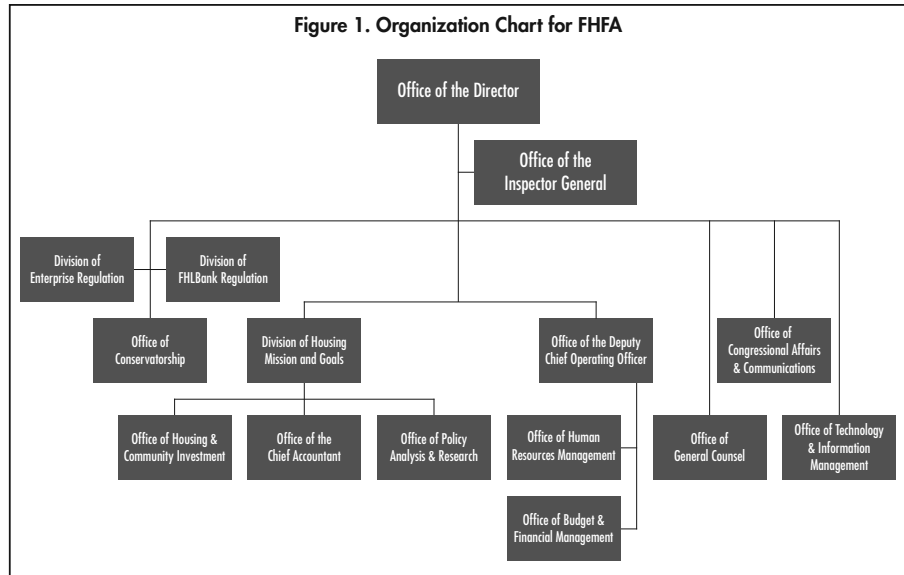 Figure 1. Organization Chart for FHFA
Office of the Director
Office of the
Inspector General
Division of
Enterprise Regulation
Division of
FHLBank Regulation
Office of
Conservatorship
Division of Housing
Mission and Goals
Office of the Deputy
Chief Operating Officer
Office of
Congressional Affairs
& Communications
Office of Housing &
Community Investment
Office of the
Chief Accountant
Office of Policy
Analysis & Research
Office of Human
Resources Management
Office of
General Counsel
Office of Technology
& Information
Management
Office of Budget &
Financial Management